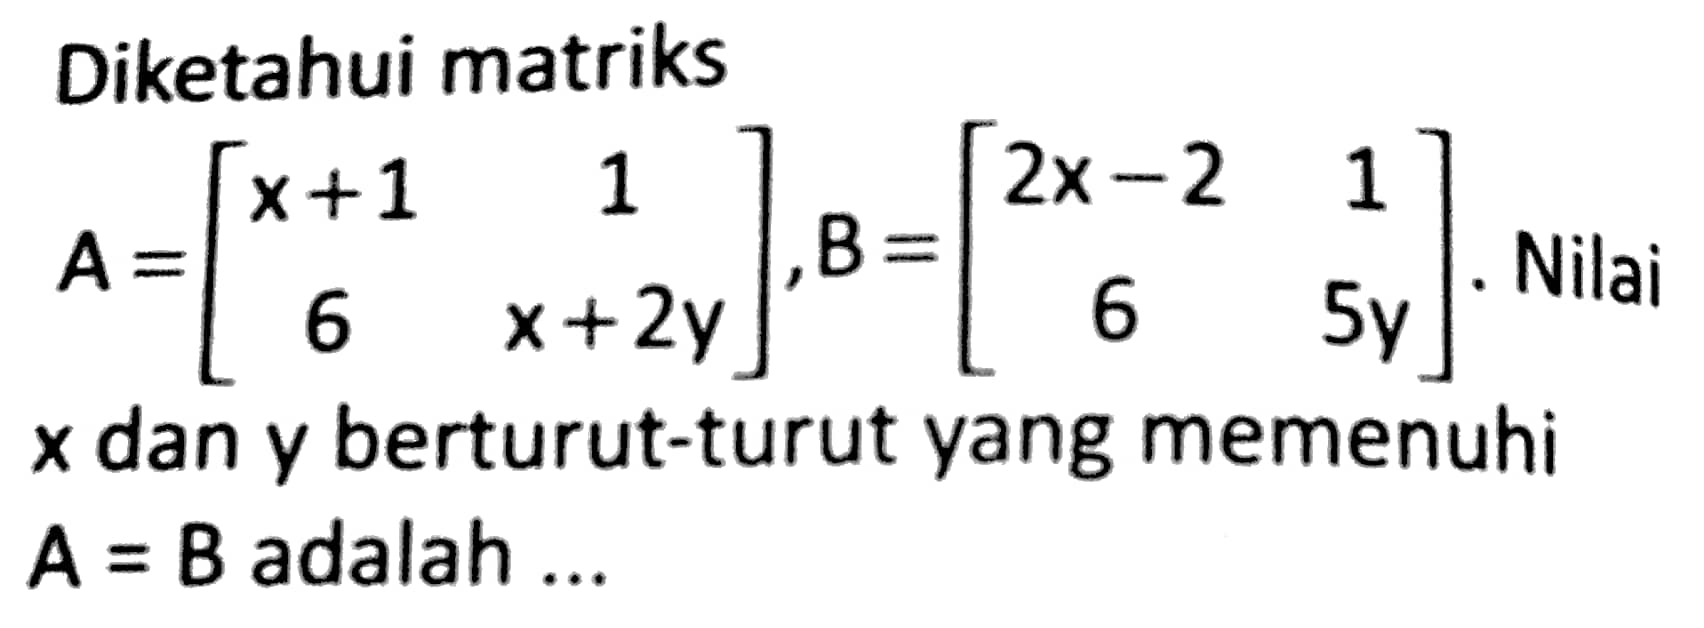 Diketahui matriks
A = [x + 1 1 6 x + 2y], B = [2x − 2 1 6 5y]. Nilai
x dan y berturut-turut yang memenuhi
A = B adalah ...